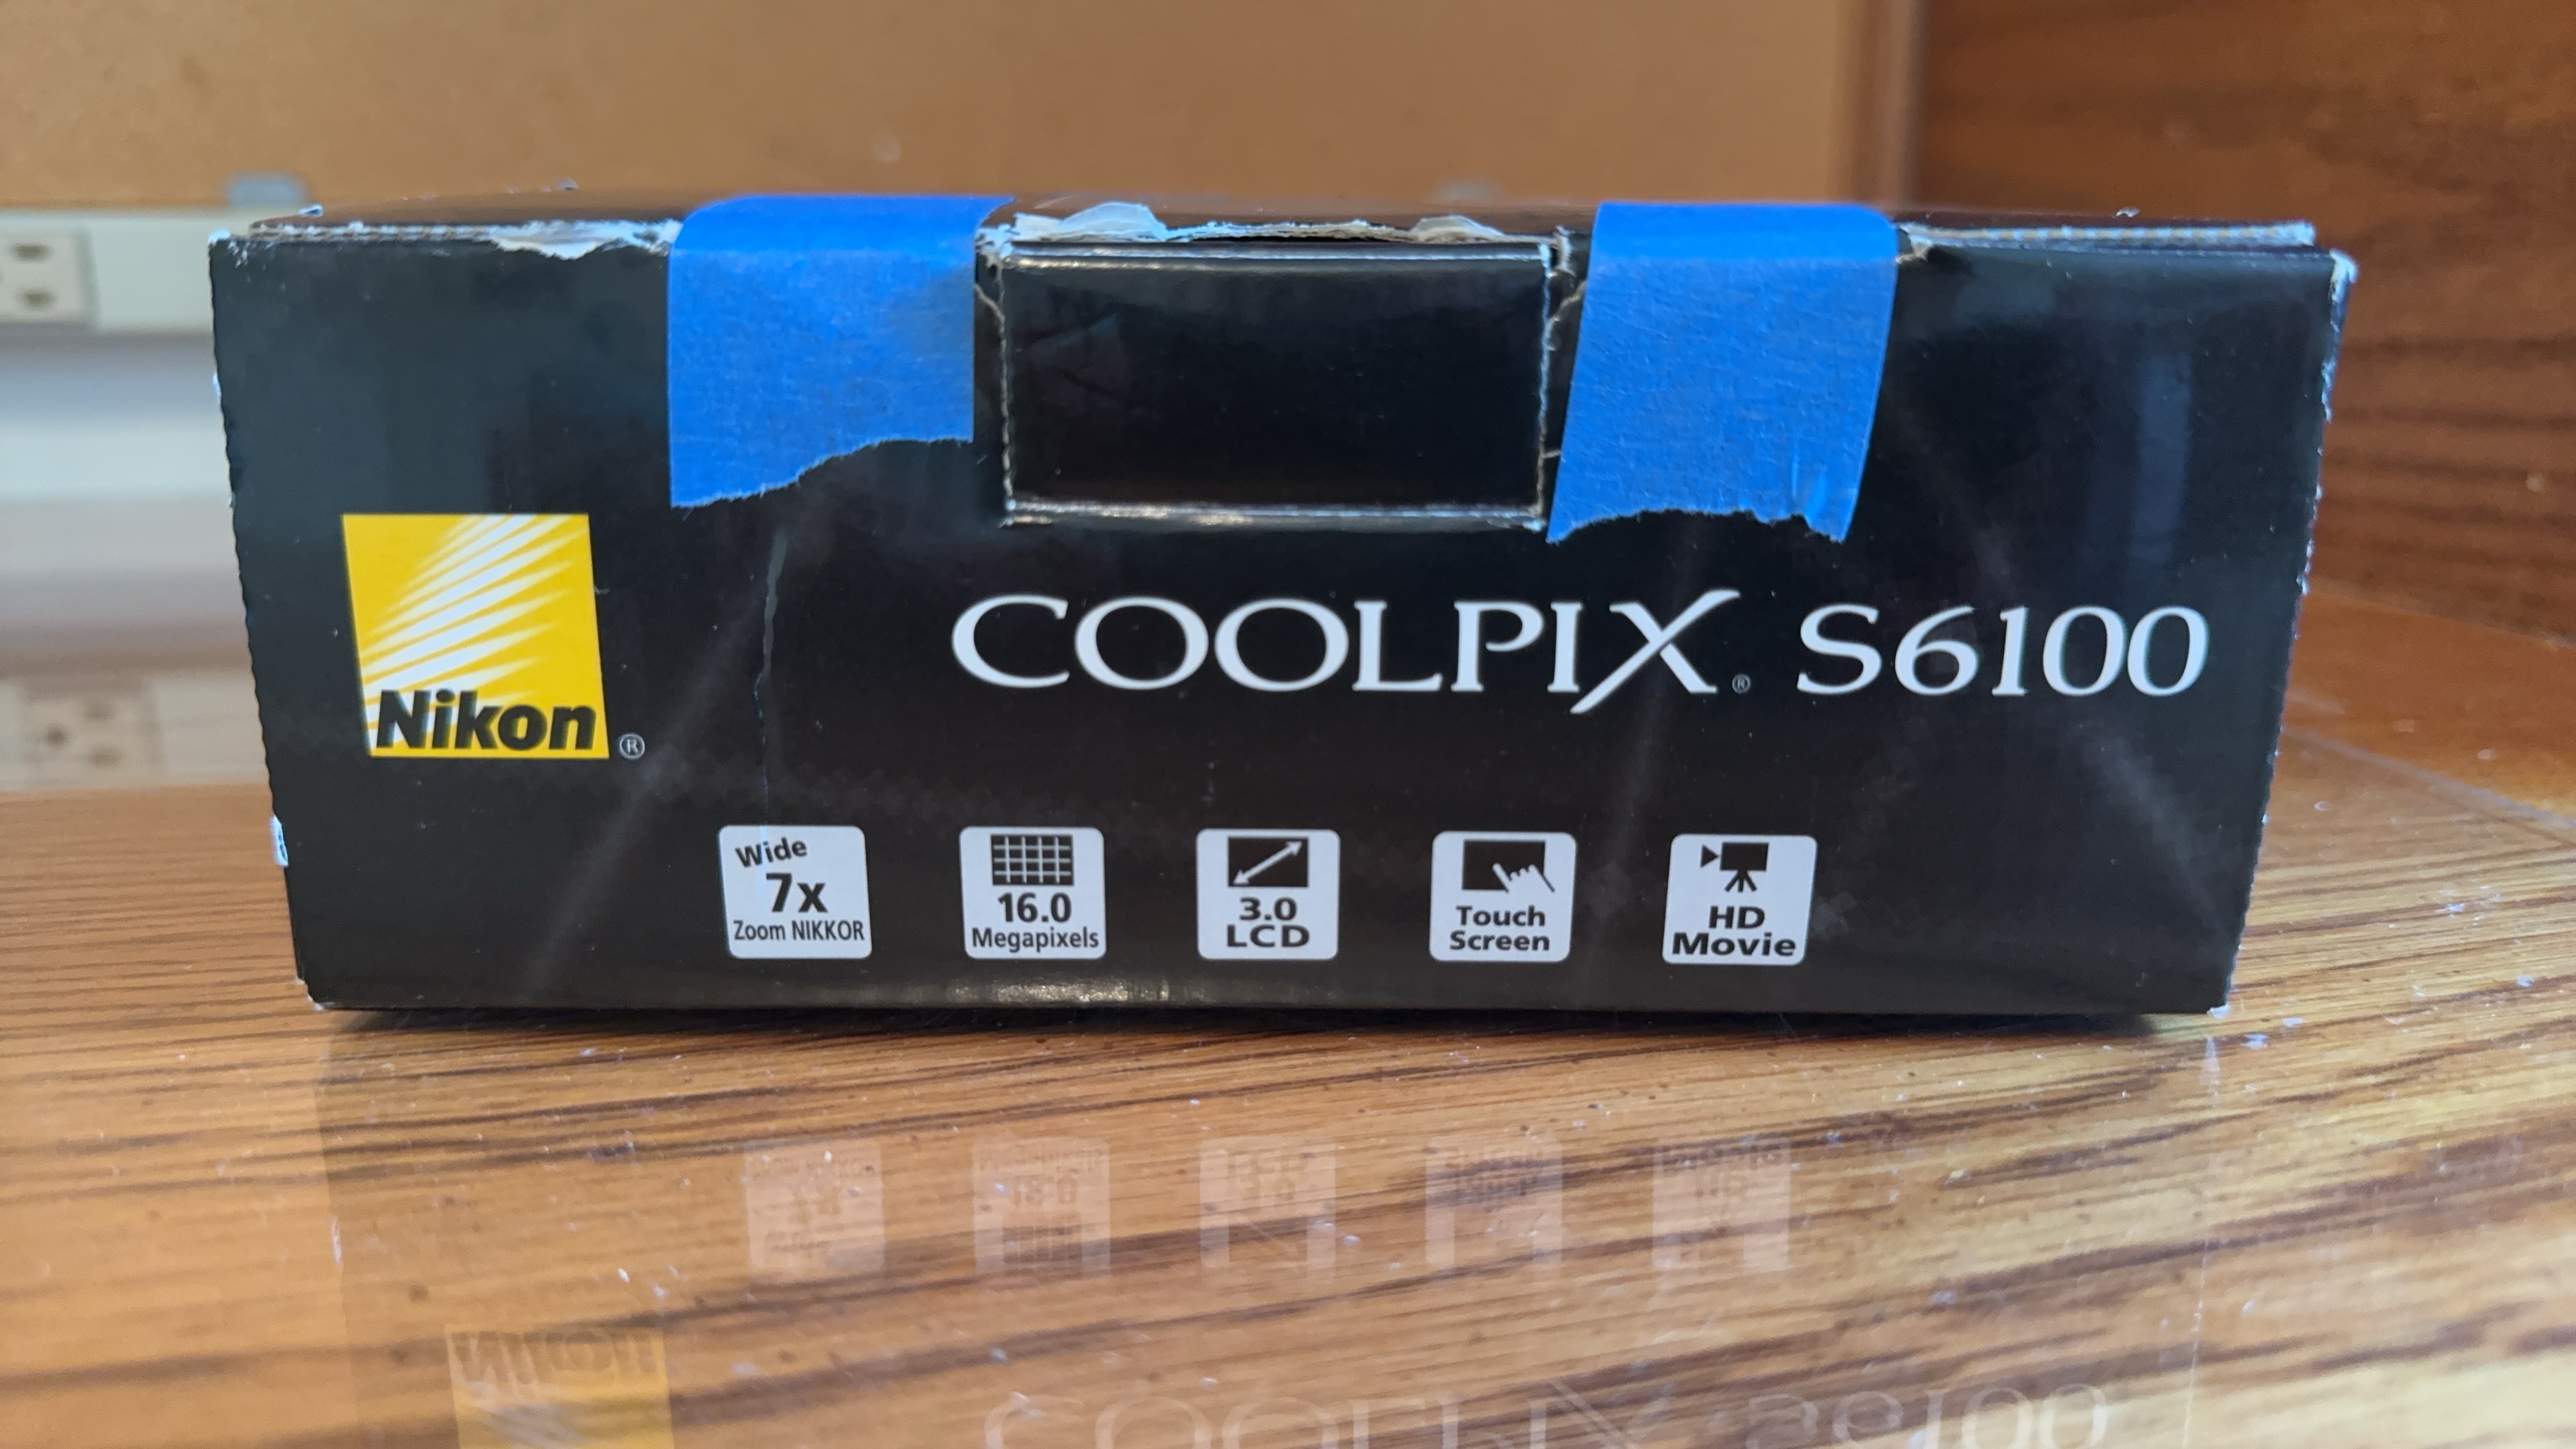 Nikon®
COOLPIX® S6100
Wide
7x
Zoom NIKKOR
16.0
Megapixels
3.0
LCD
Touch
Screen
HD
Movie